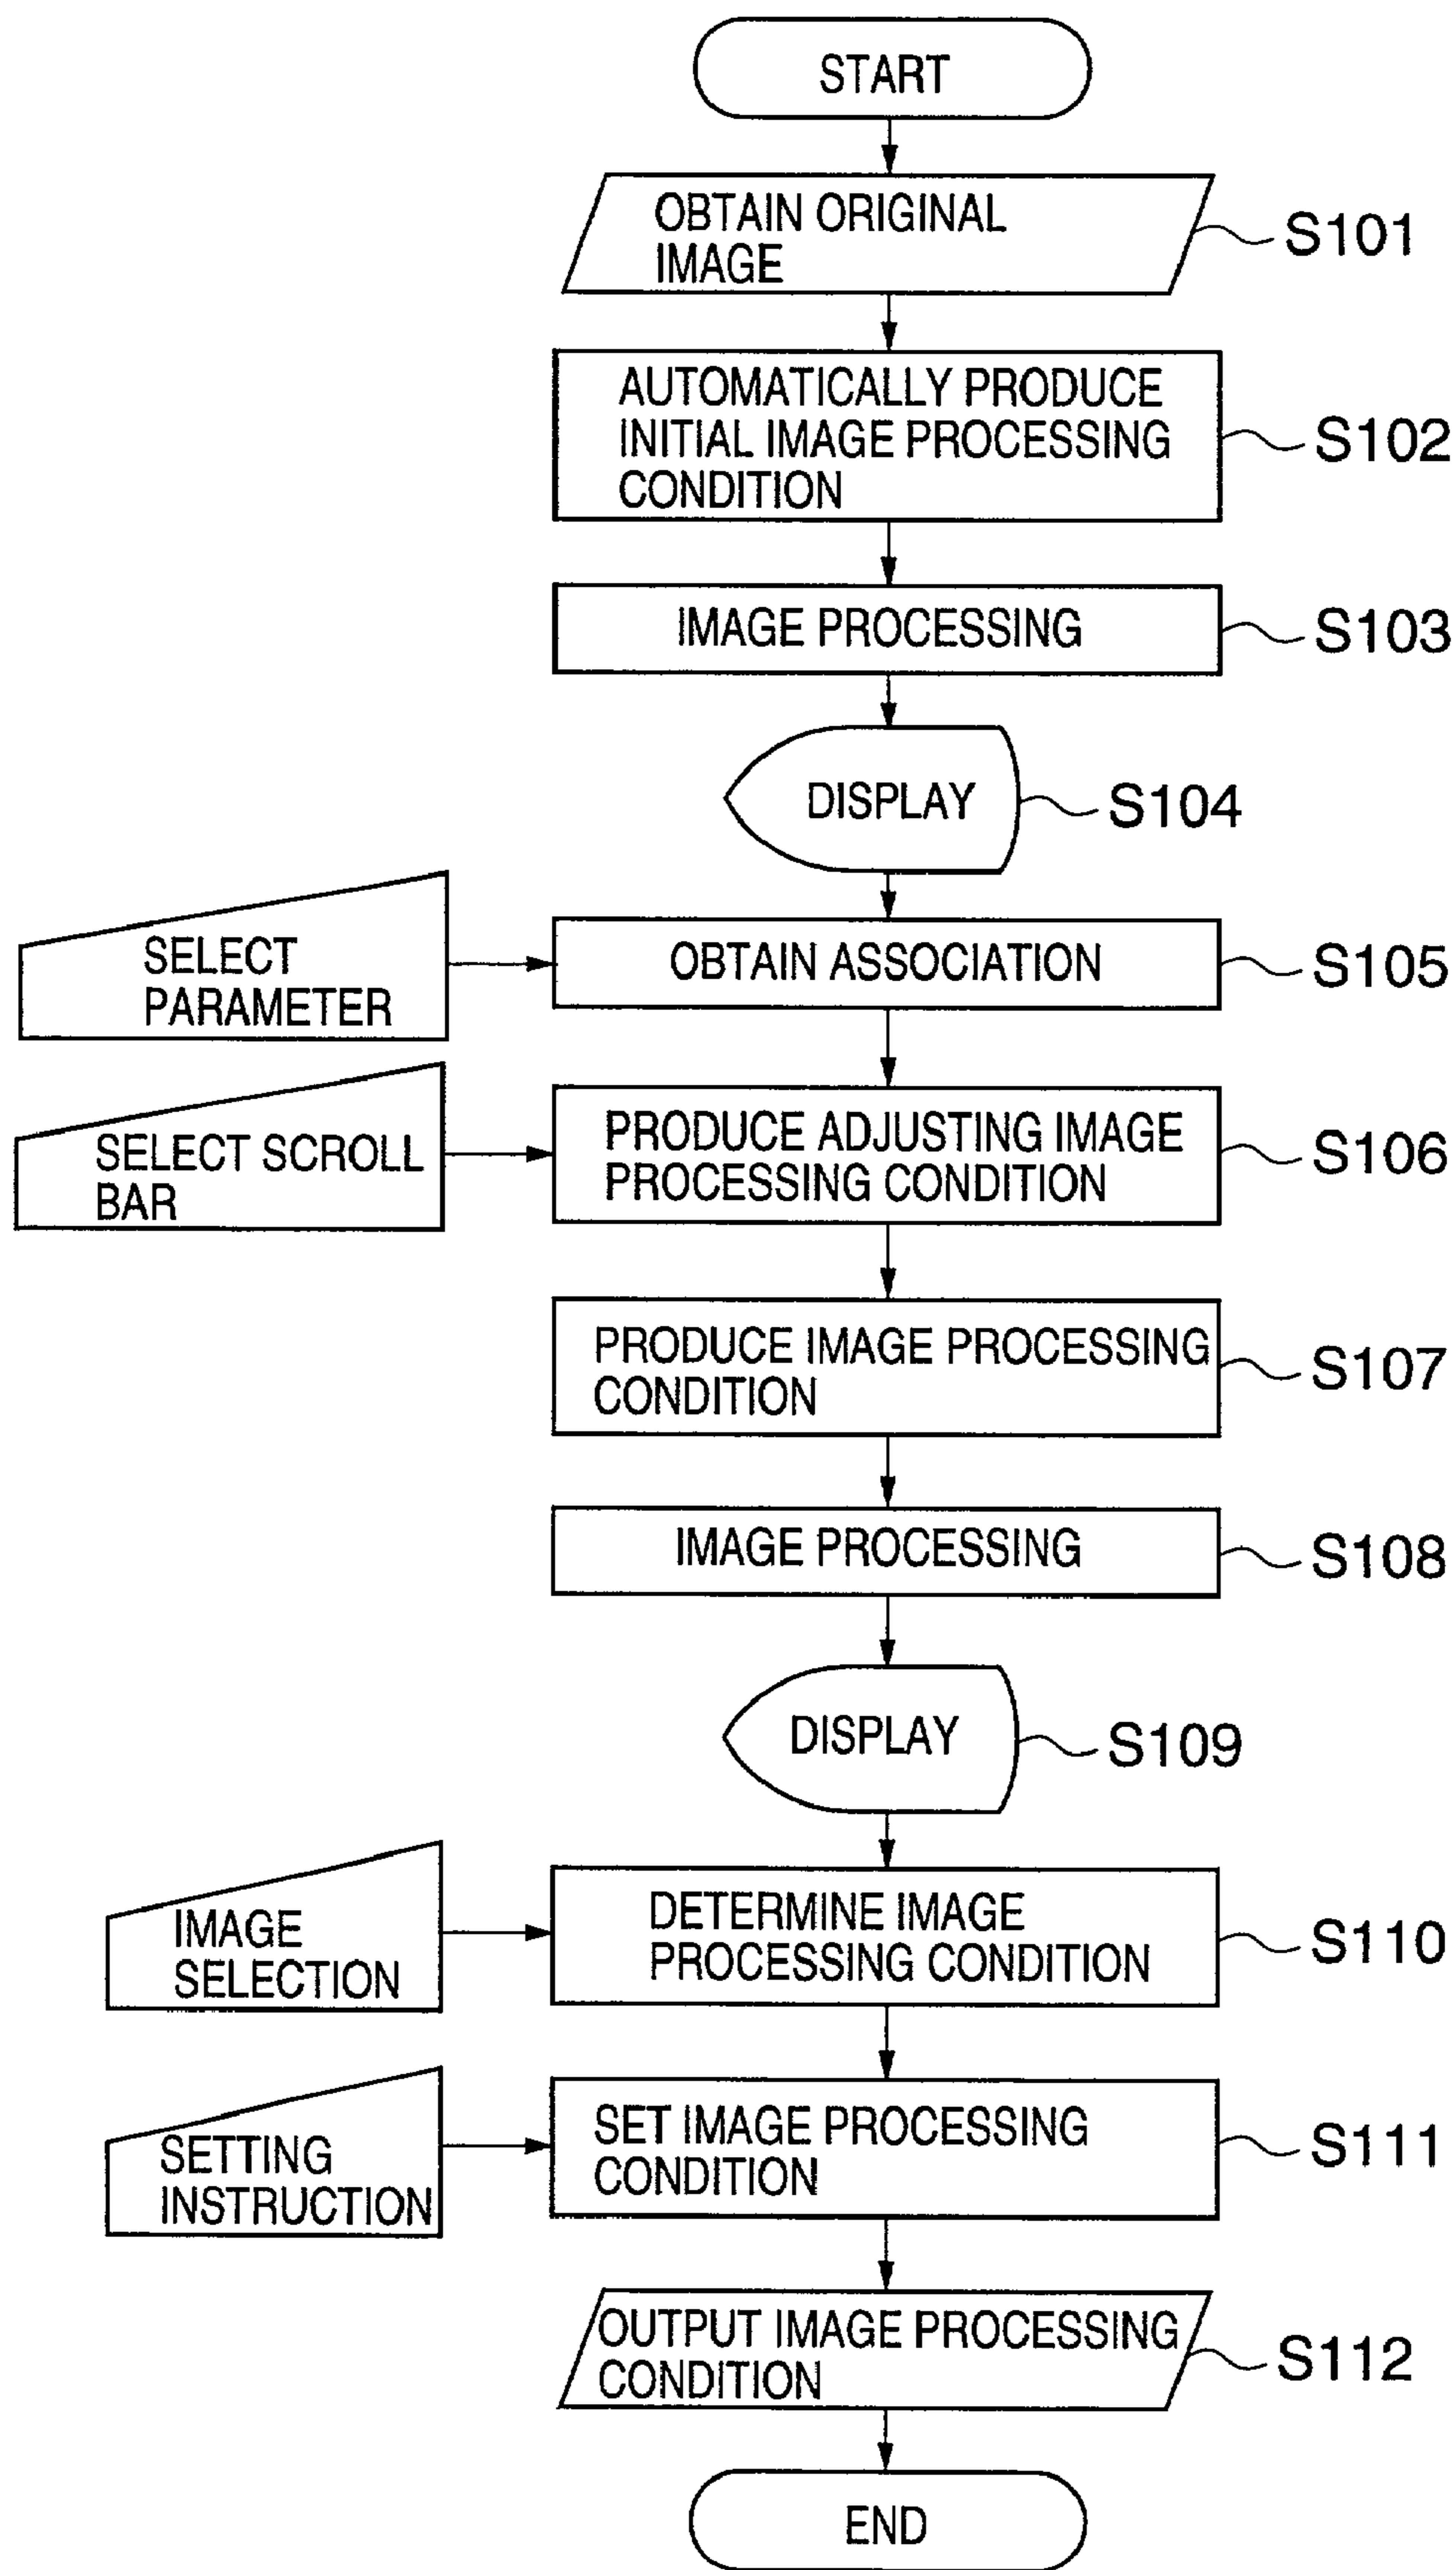 START
OBTAIN ORIGINAL
IMAGE
S101
AUTOMATICALLY PRODUCE
INITIAL IMAGE PROCESSING
CONDITION
S102
IMAGE PROCESSING
S103
DISPLAY
S104
SELECT
PARAMETER
OBTAIN ASSOCIATION
S105
SELECT SCROLL
BAR
PRODUCE ADJUSTING IMAGE
PROCESSING CONDITION
S106
PRODUCE IMAGE PROCESSING
CONDITION
S107
IMAGE PROCESSING
S108
DISPLAY
S109
IMAGE
SELECTION
DETERMINE IMAGE
PROCESSING CONDITION
S110
SETTING
INSTRUCTION
SET IMAGE PROCESSING
CONDITION
S111
OUTPUT IMAGE PROCESSING
CONDITION
S112
END